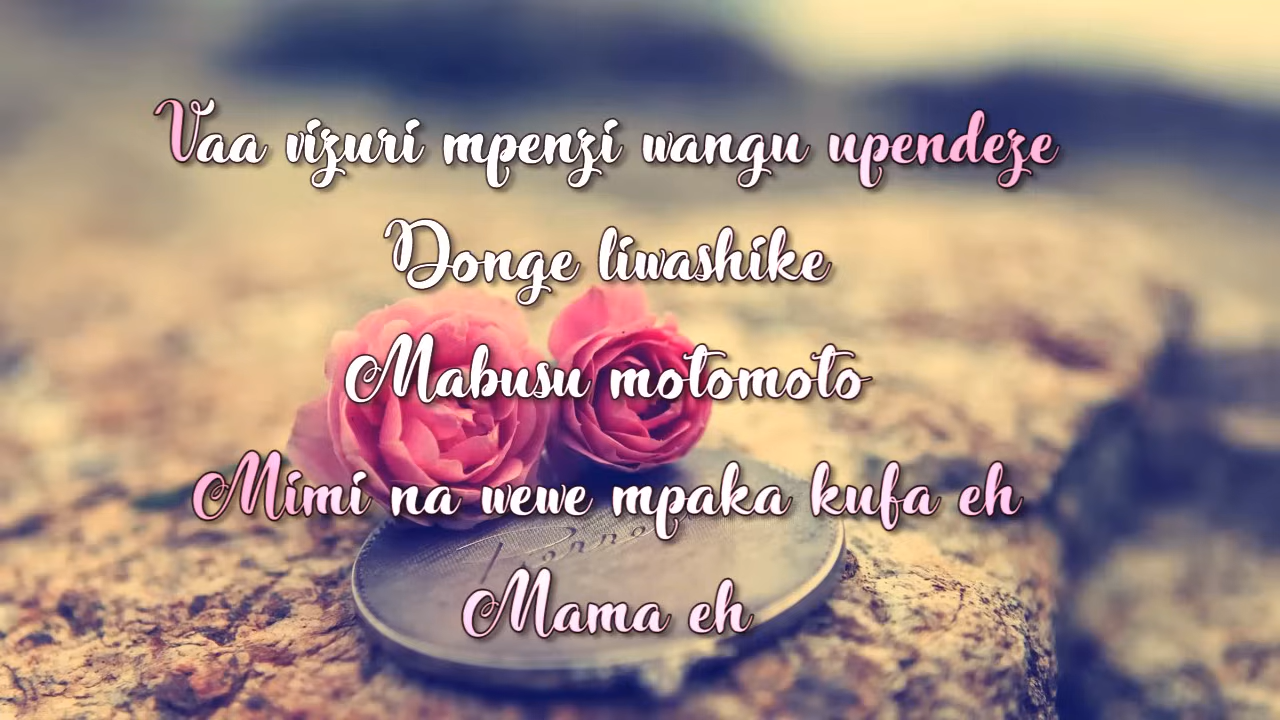 Vaa vizuri mpenzi wangu upendeze
Donge liwashike
Mabusu motomoto
Mimi na wewe mpaka kufa eh
Mama eh